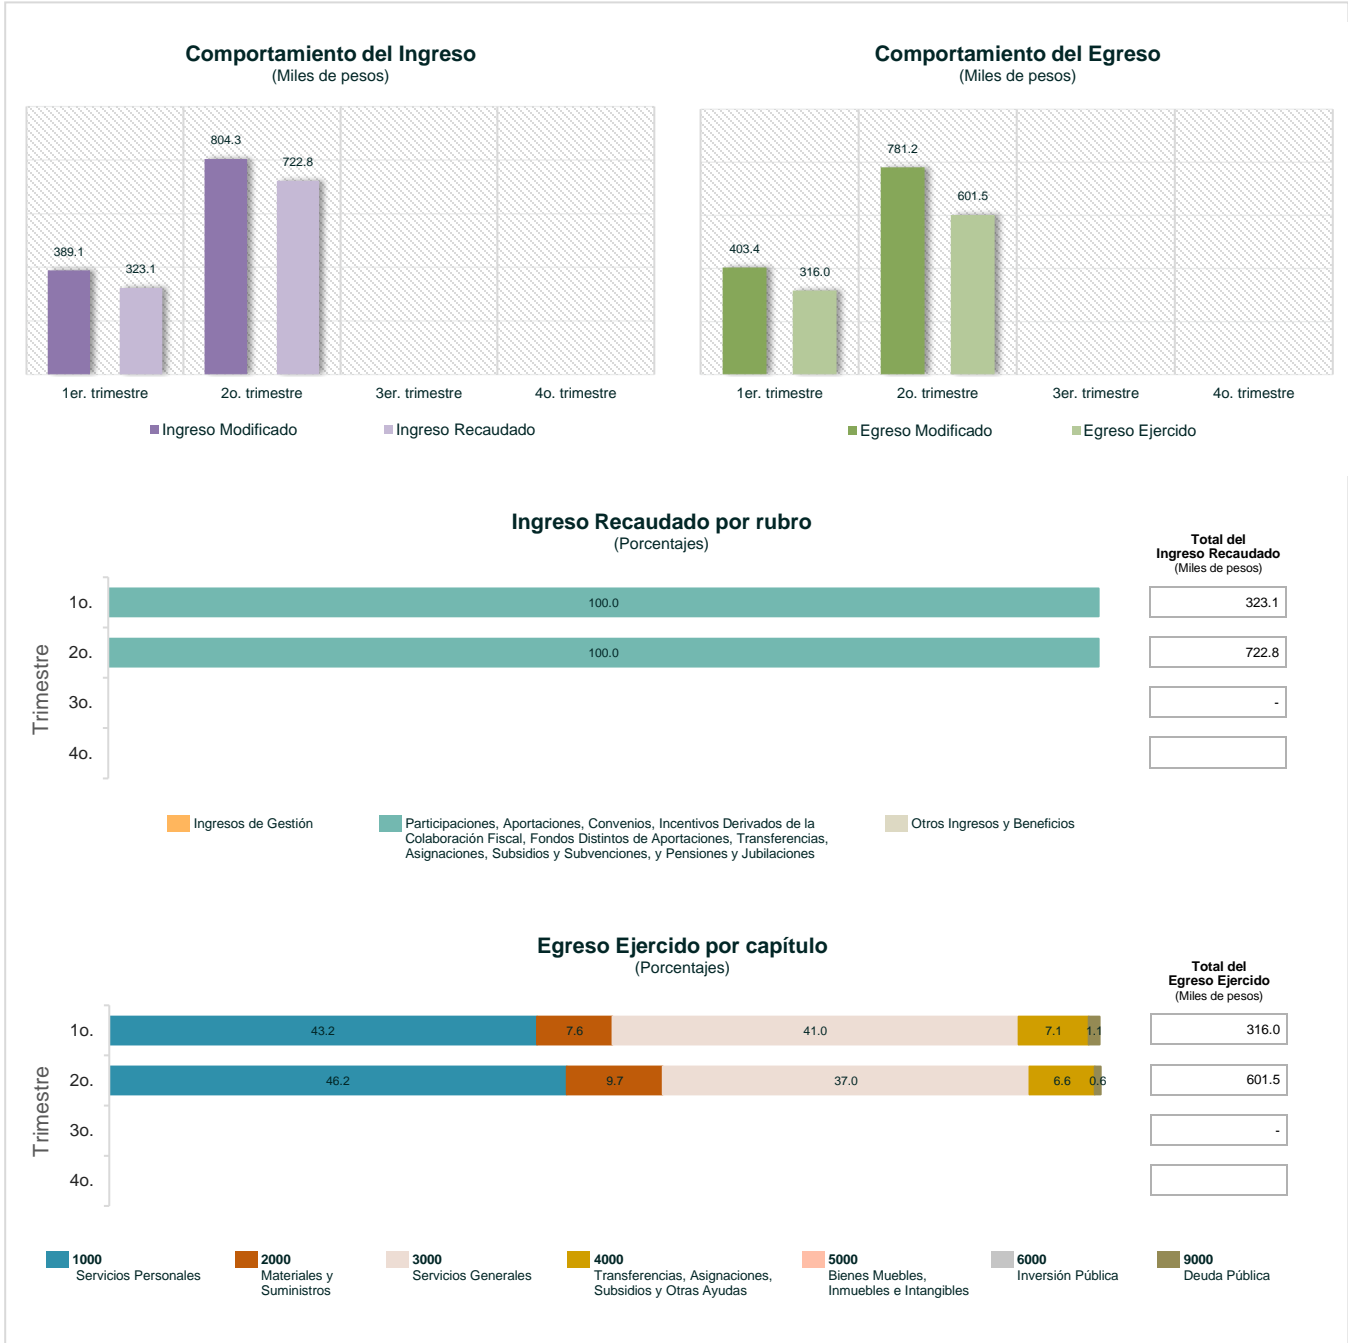 Comportamiento del Ingreso
(Miles de pesos)
804.3
722.8
389.1
323.1
1er. trimestre 2o. trimestre 3er. trimestre 4o. trimestre
Ingreso Modificado Ingreso Recaudado
Comportamiento del Egreso
(Miles de pesos)
781.2
601.5
403.4
316.0
1er. trimestre 2o. trimestre 3er. trimestre 4o. trimestre
Egreso Modificado Egreso Ejercido
Ingreso Recaudado por rubro
(Porcentajes)
Total del
Ingreso Recaudado
(Miles de pesos)
Trimestre
1o. 100.0 323.1
2o. 100.0 722.8
3o. -
4o.
Ingresos de Gestión
Participaciones, Aportaciones, Convenios, Incentivos Derivados de la
Colaboración Fiscal, Fondos Distintos de Aportaciones, Transferencias,
Asignaciones, Subsidios y Subvenciones, y Pensiones y Jubilaciones
Otros Ingresos y Beneficios
Egreso Ejercido por capítulo
(Porcentajes)
Total del
Egreso Ejercido
(Miles de pesos)
Trimestre
1o. 43.2 7.6 41.0 7.1 1.1 316.0
2o. 46.2 9.7 37.0 6.6 0.6 601.5
3o. -
4o.
1000
Servicios Personales
2000
Materiales y
Suministros
3000
Servicios Generales
4000
Transferencias, Asignaciones,
Subsidios y Otras Ayudas
5000
Bienes Muebles,
Inmuebles e Intangibles
6000
Inversión Pública
9000
Deuda Pública